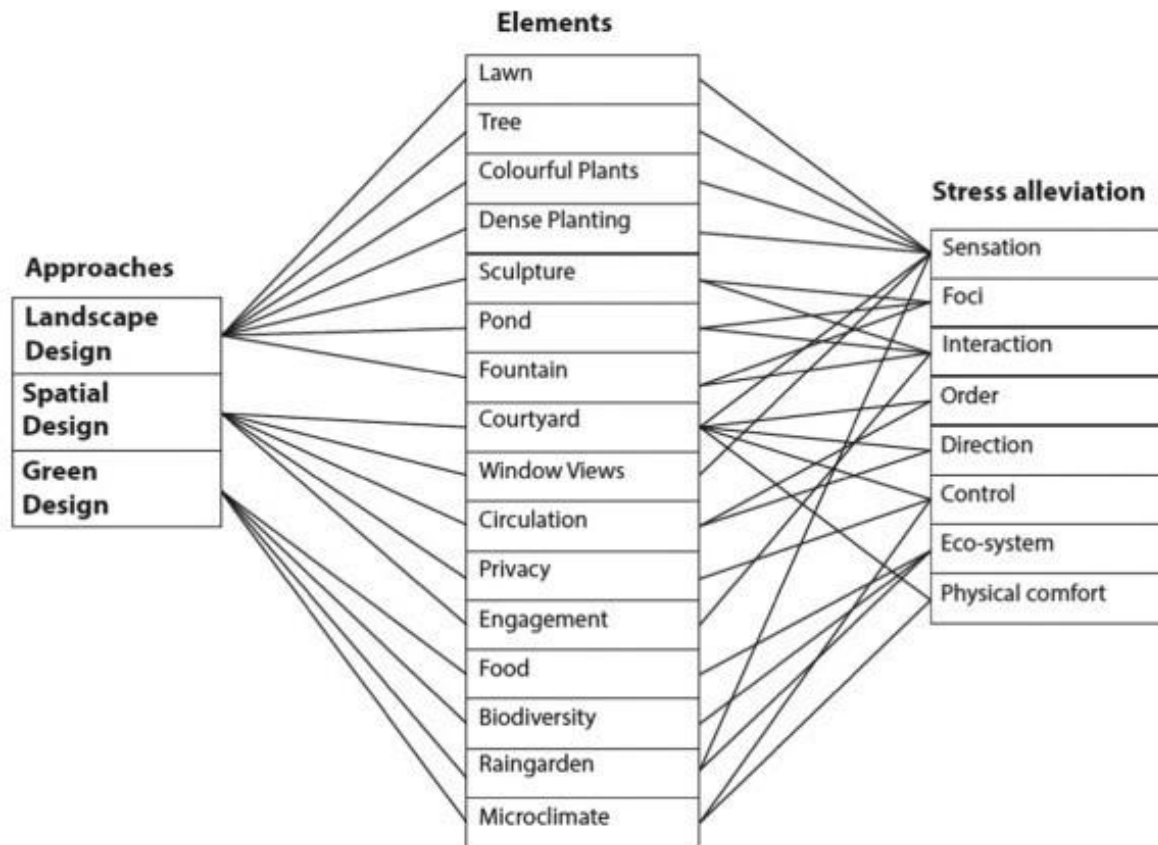 Elements
Lawn
Tree
Colourful Plants
Dense Planting
Sculpture
Pond
Fountain
Courtyard
Window Views
Circulation
Privacy
Engagement
Food
Biodiversity
Raingarden
Microclimate
Approaches
Landscape
Design
Spatial
Design
Green
Design
Stress alleviation
Sensation
Foci
Interaction
Order
Direction
Control
Eco-system
Physical comfort